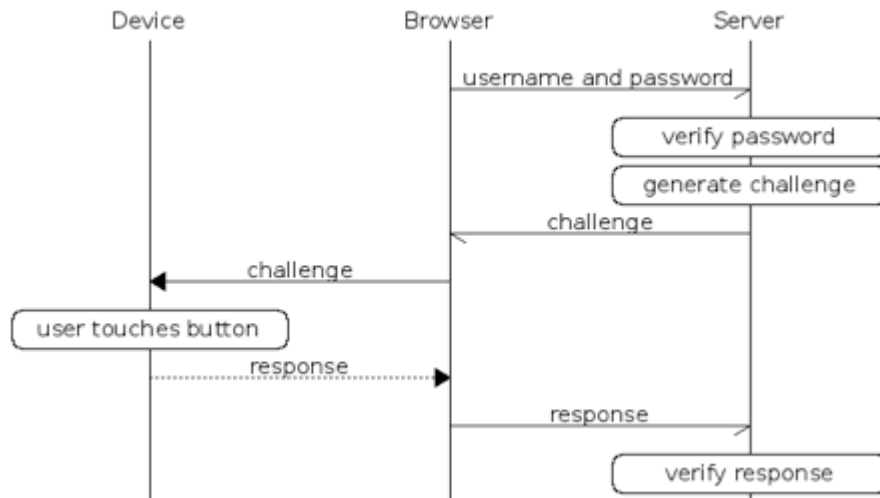 Device Browser Server
username and password
verify password
generate challenge
challenge
challenge
user touches button
response
response
verify response